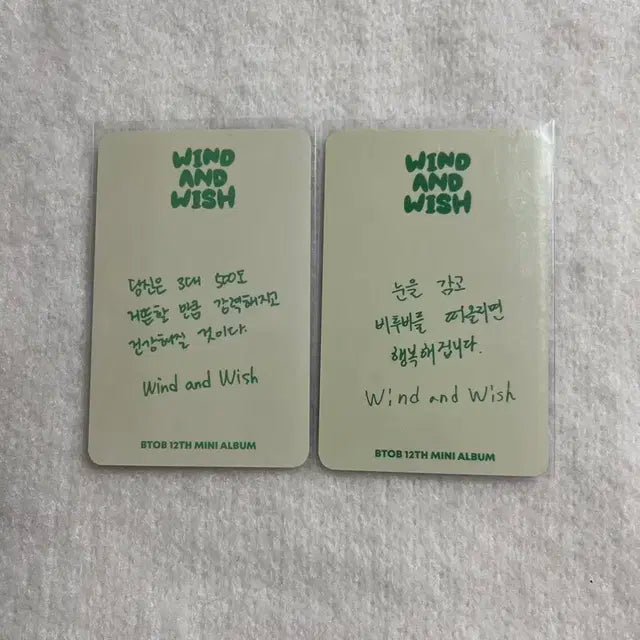 WIND
AND
WISH
당신은 3대 500도
거뜬할 만큼 강력해지고
건강해질 것이다.
Wind and Wish
BTOB 12TH MINI ALBUM
WIND
AND
WISH
눈을 감고
비투비를 떠올리면
행복해집니다.
Wind and Wish
BTOB 12TH MINI ALBUM